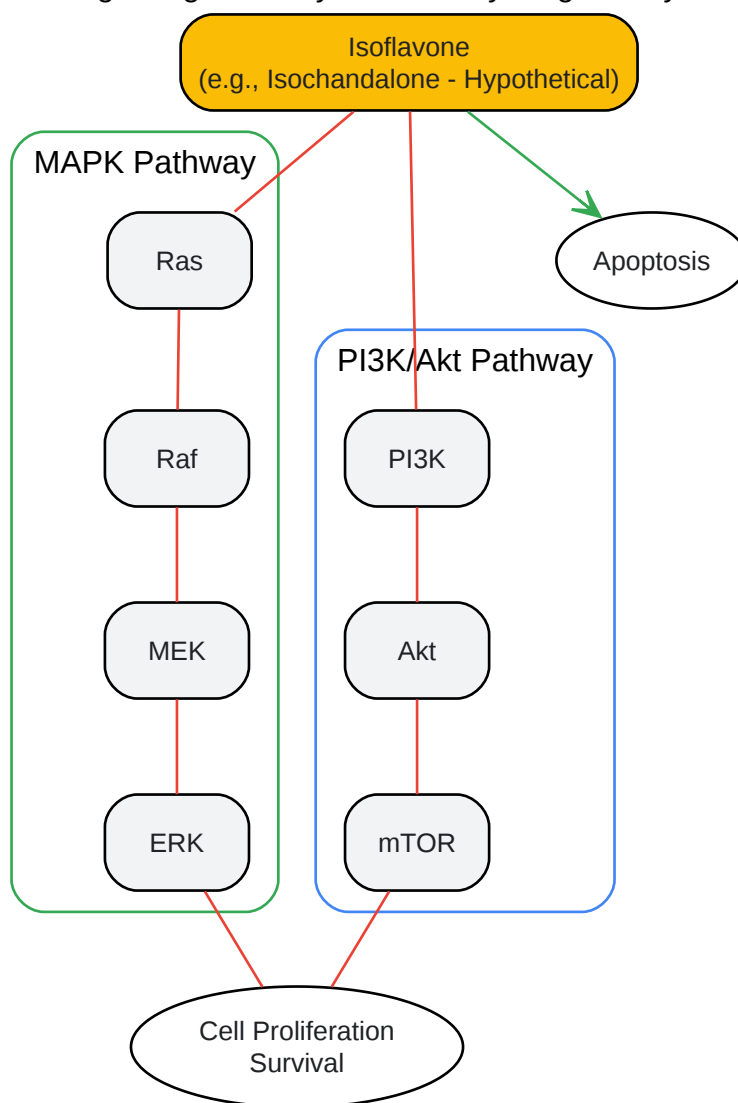 Isoflavone
(e.g., Isochandalone - Hypothetical)
MAPK Pathway
Ras
Apoptosis
PI3K/Akt Pathway
Raf
PI3K
MEK
Akt
ERK
mTOR
Cell Proliferation
Survival